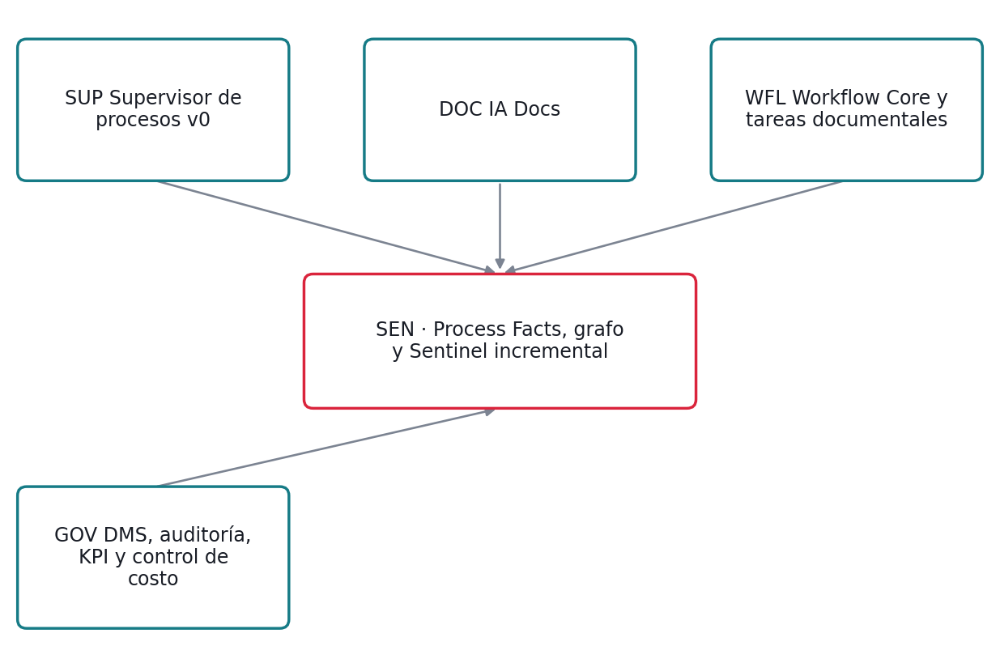 SUP Supervisor de
procesos v0
DOC IA Docs
WFL Workflow Core y
tareas documentales
SEN · Process Facts, grafo
y Sentinel incremental
GOV DMS, auditoría,
KPI y control de
costo